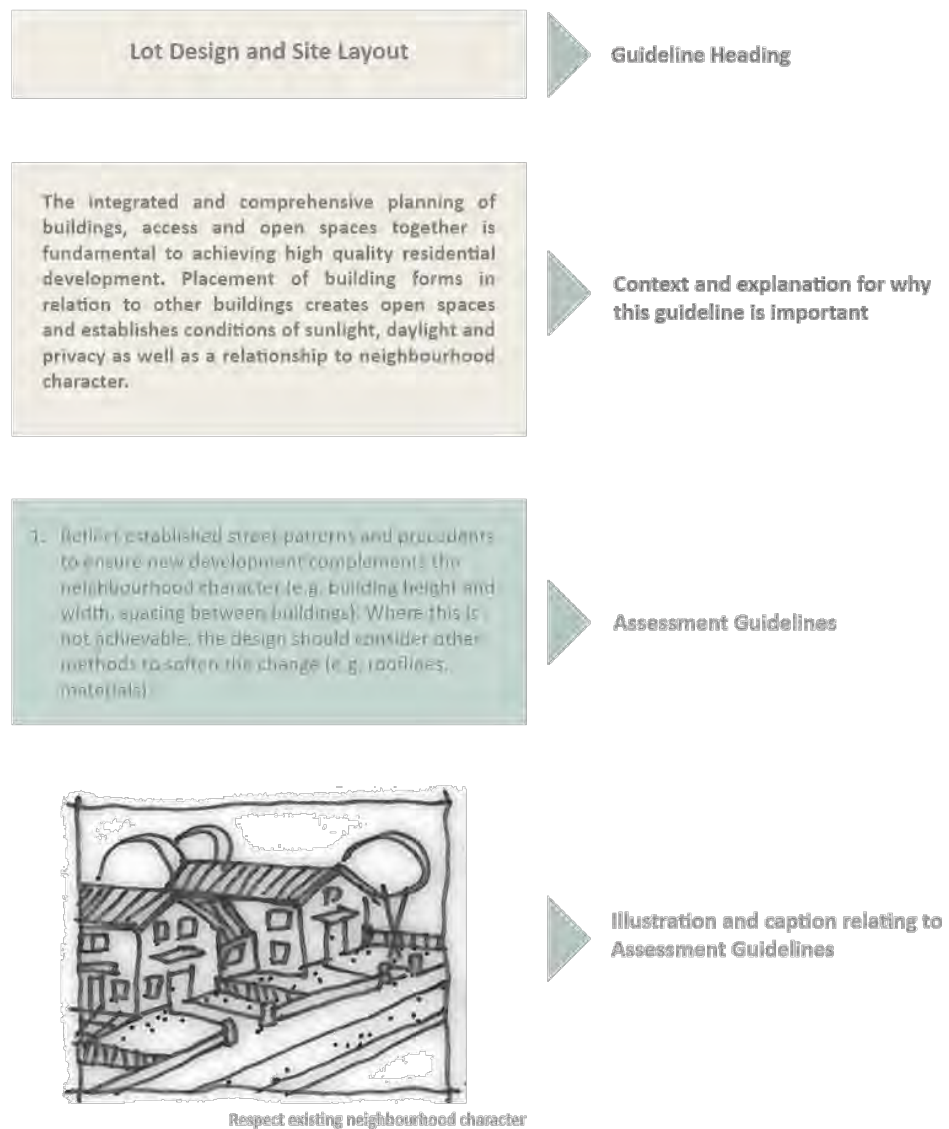 Lot Design and Site Layout
Guideline Heading
The integrated and comprehensive planning of
buildings, access and open spaces together is
fundamental to achieving high quality residential
development. Placement of building forms in
relation to other buildings creates open spaces
and establishes conditions of sunlight, daylight and
privacy as well as a relationship to neighbourhood
character.
Context and explanation for why
this guideline is important
1. Reflect established street patterns and precedents
to ensure new development complements the
neighbourhood character (e.g. building height and
width, spacing between buildings). Where this is
not achievable, the design should consider other
methods to soften the change (e.g. rooflines,
materials).
Assessment Guidelines
Illustration and caption relating to
Assessment Guidelines
Respect existing neighbourhood character